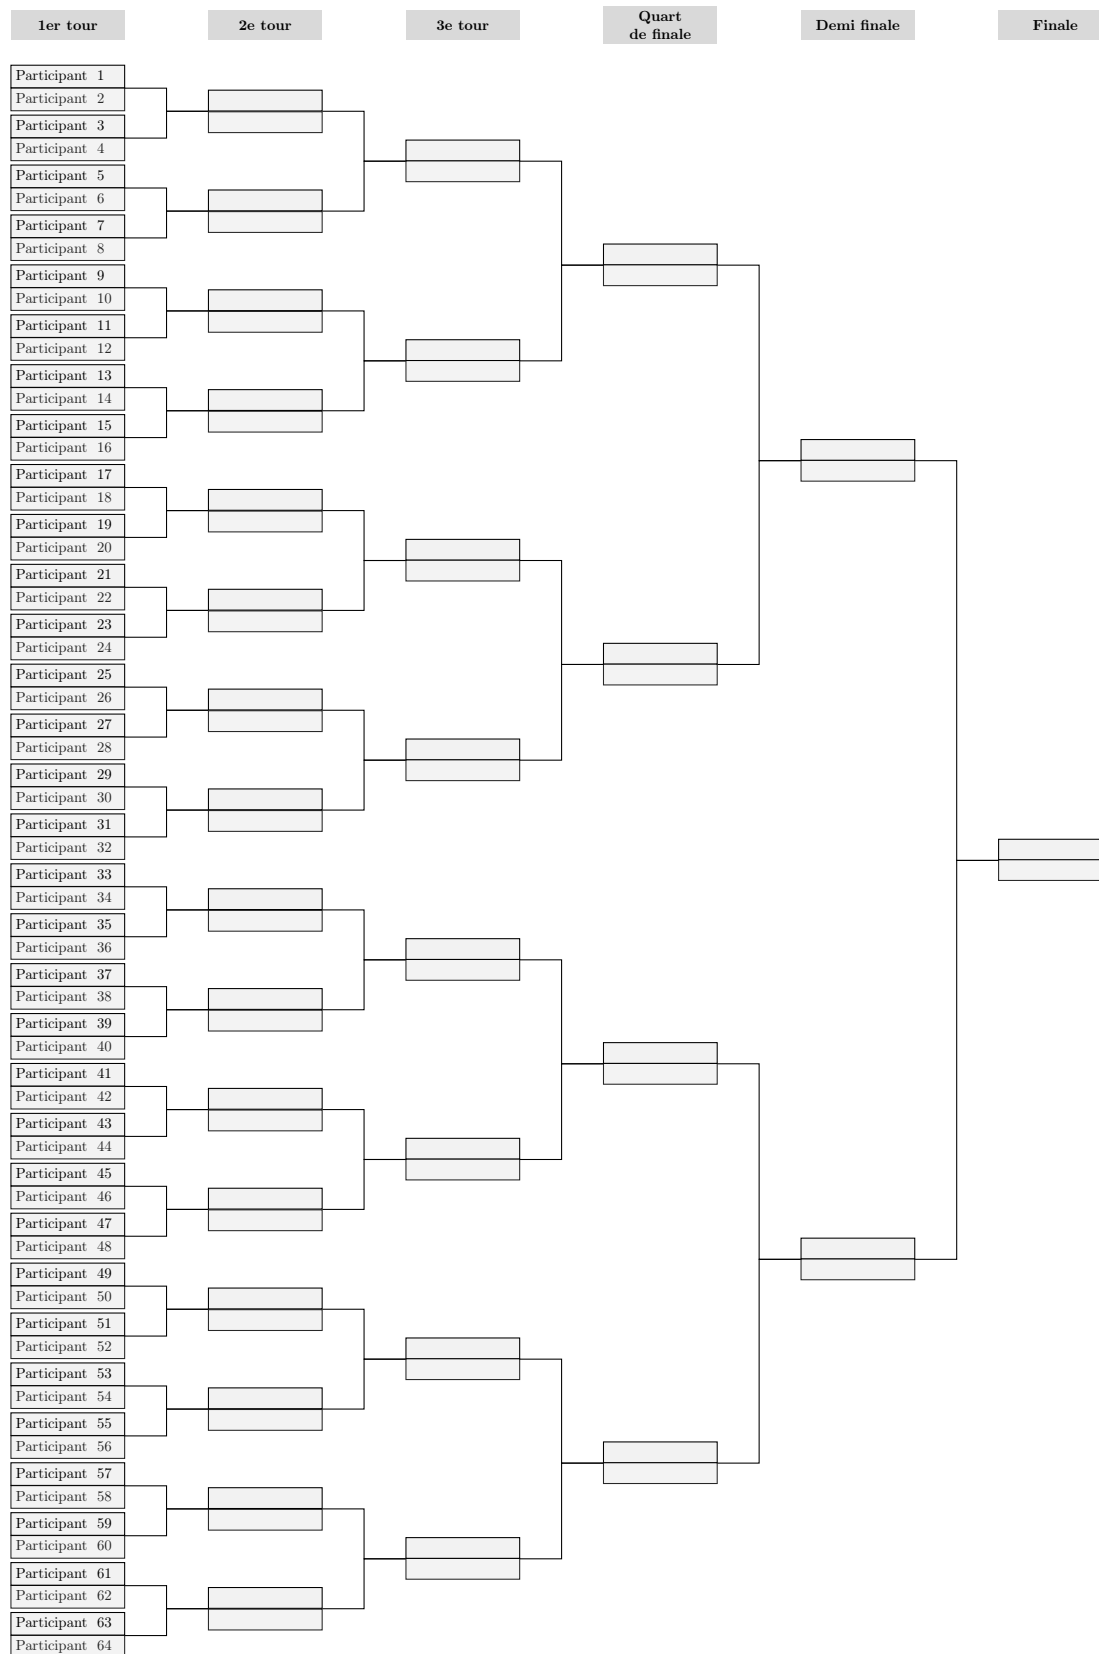 1er tour
2e tour
3e tour
Quart
de finale
Demi finale
Finale
Participant 1
Participant 2
Participant 3
Participant 4
Participant 5
Participant 6
Participant 7
Participant 8
Participant 9
Participant 10
Participant 11
Participant 12
Participant 13
Participant 14
Participant 15
Participant 16
Participant 17
Participant 18
Participant 19
Participant 20
Participant 21
Participant 22
Participant 23
Participant 24
Participant 25
Participant 26
Participant 27
Participant 28
Participant 29
Participant 30
Participant 31
Participant 32
Participant 33
Participant 34
Participant 35
Participant 36
Participant 37
Participant 38
Participant 39
Participant 40
Participant 41
Participant 42
Participant 43
Participant 44
Participant 45
Participant 46
Participant 47
Participant 48
Participant 49
Participant 50
Participant 51
Participant 52
Participant 53
Participant 54
Participant 55
Participant 56
Participant 57
Participant 58
Participant 59
Participant 60
Participant 61
Participant 62
Participant 63
Participant 64